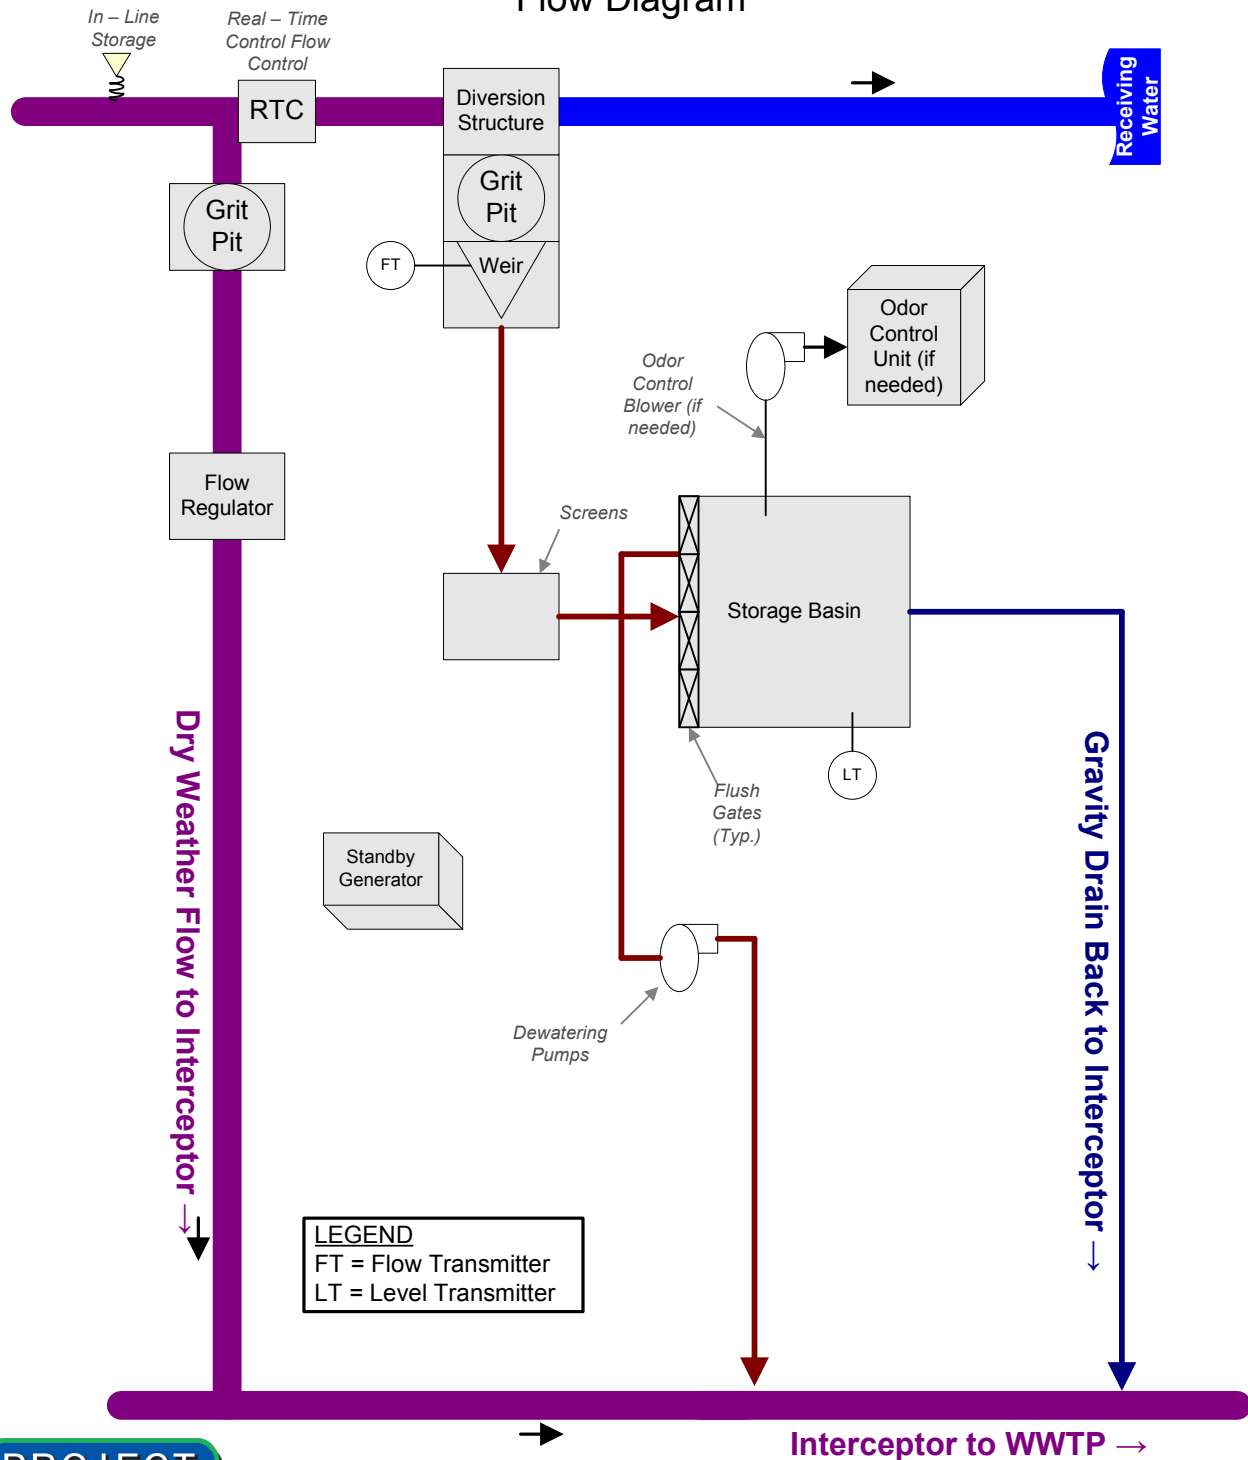 Flow Diagram
In – Line
Storage
Real – Time
Control Flow
Control
RTC
Diversion
Structure
Receiving
Water
Grit
Pit
Grit
Pit
FT
Weir
Odor
Control
Unit (if
needed)
Odor
Control
Blower (if
needed)
Flow
Regulator
Screens
Storage Basin
LT
Flush
Gates
(Typ.)
Dry Weather Flow to Interceptor →
Gravity Drain Back to Interceptor →
Standby
Generator
Dewatering
Pumps
LEGEND
FT = Flow Transmitter
LT = Level Transmitter
Interceptor to WWTP →
PROJECT